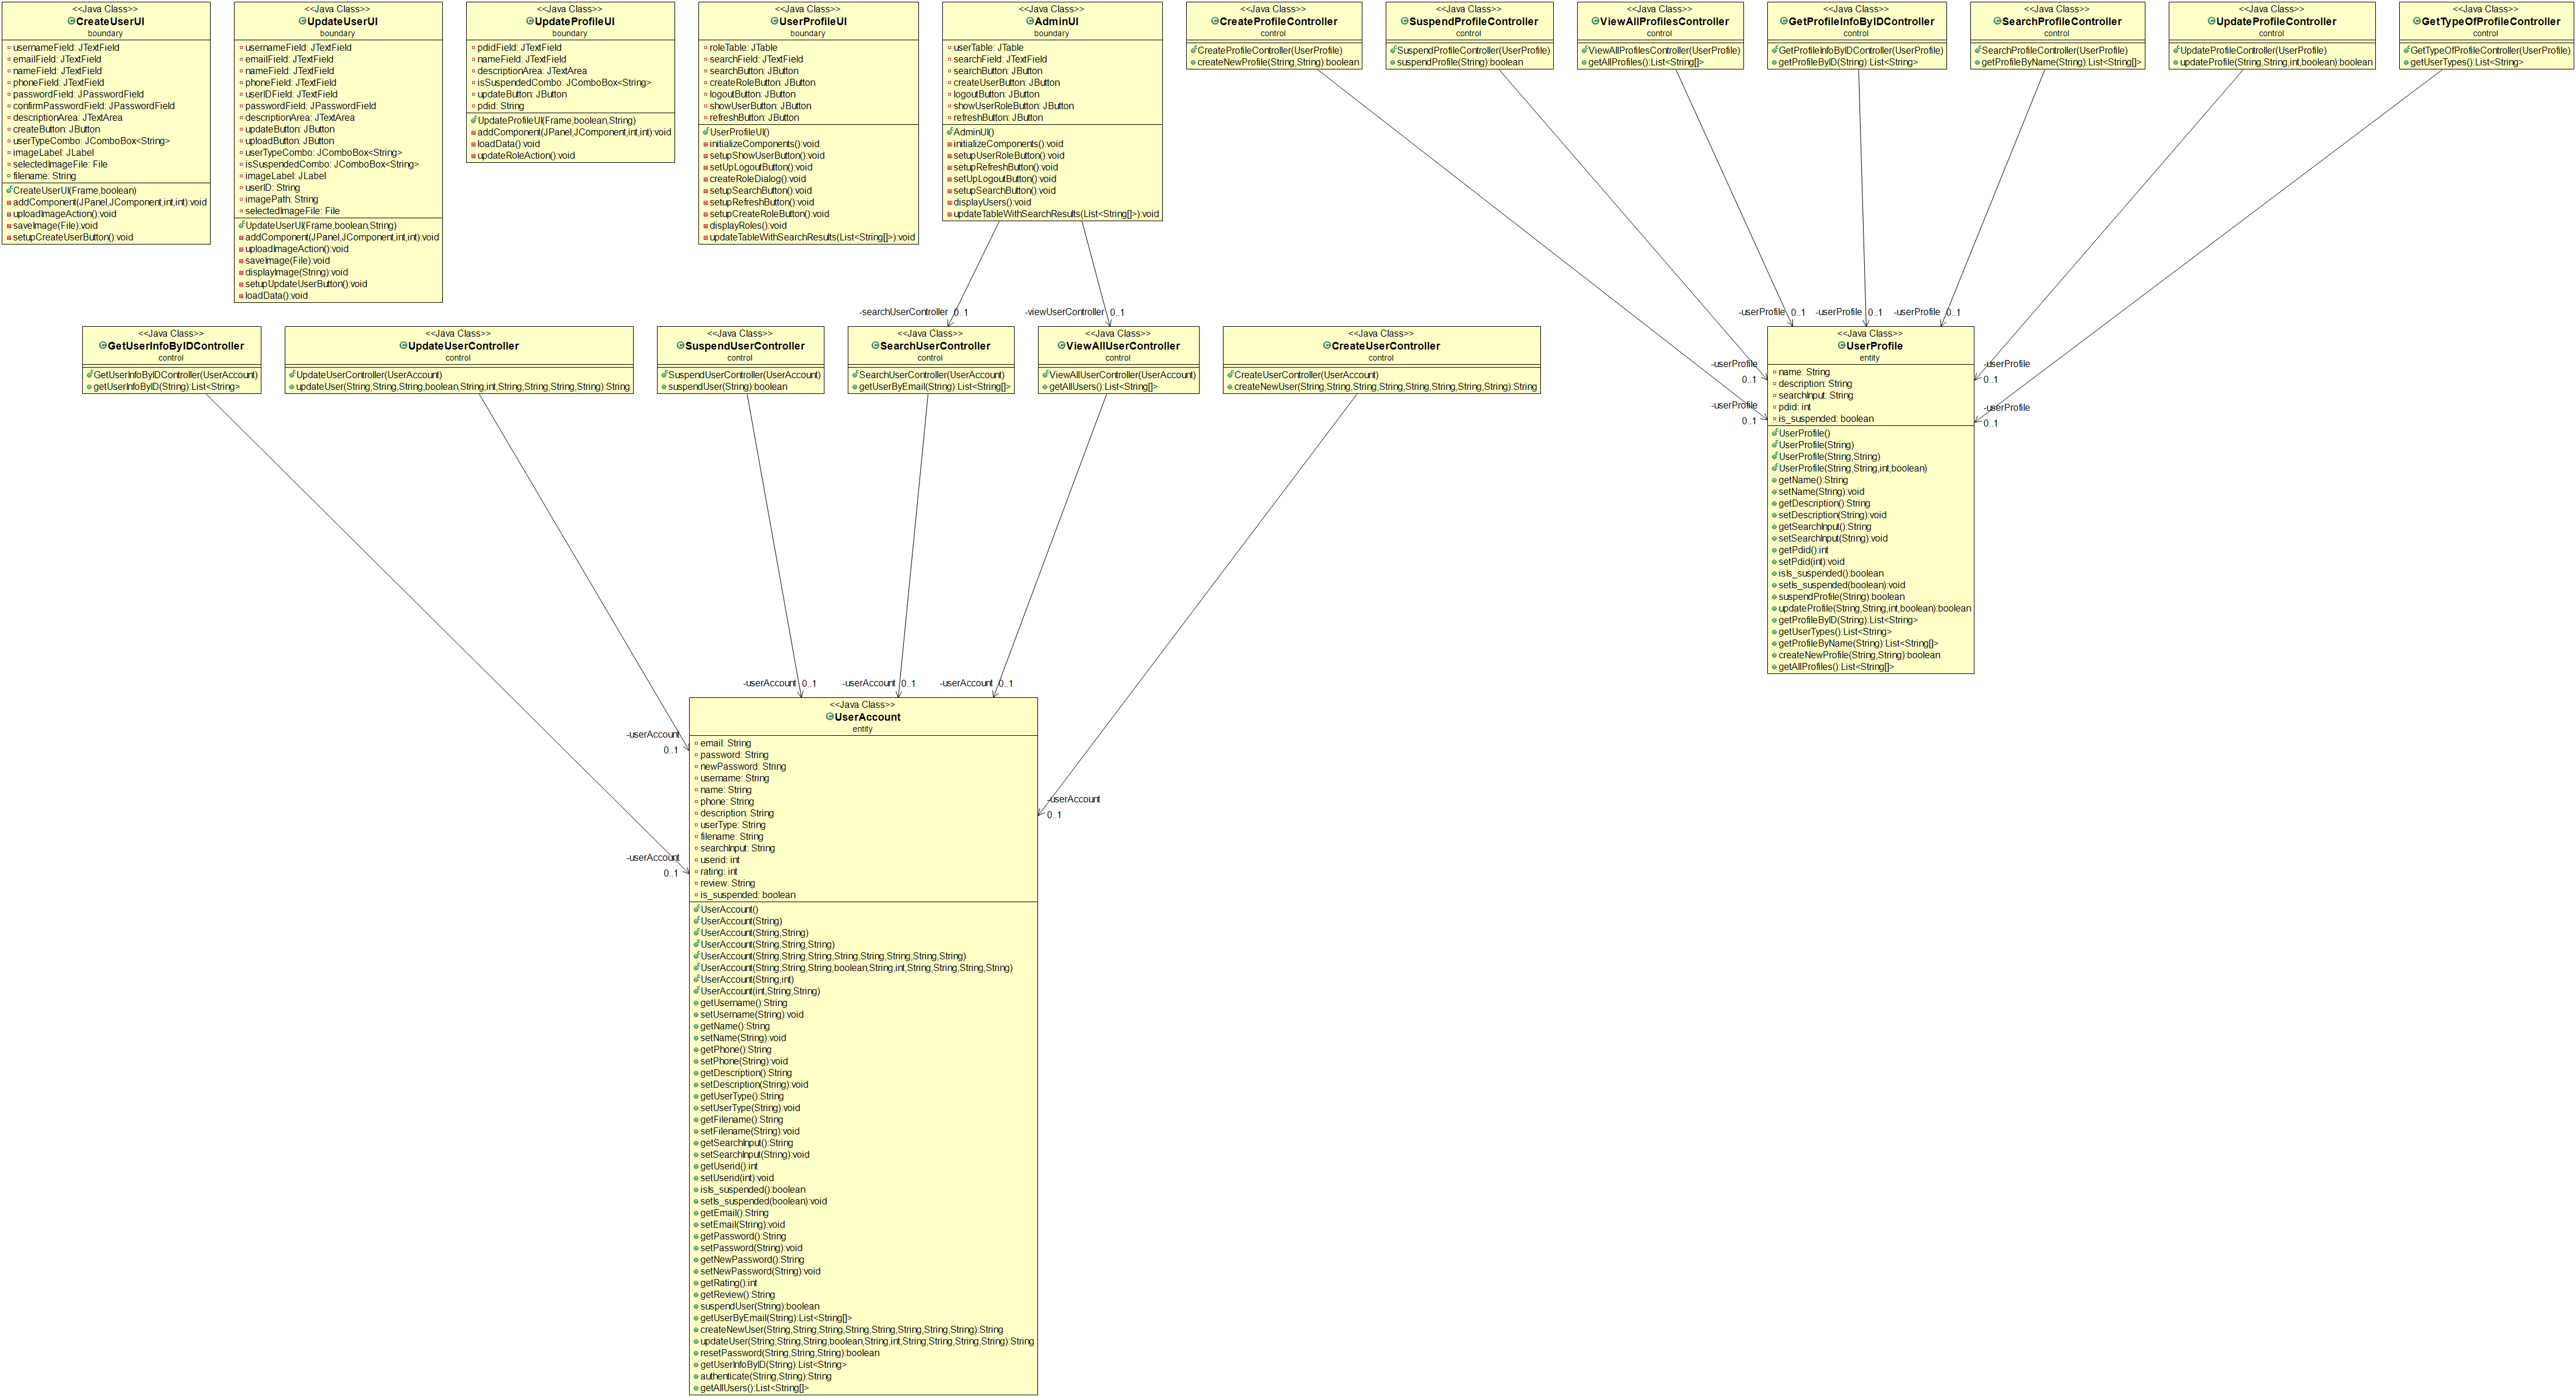 <<Java Class>>
CreateUserUI
boundary
usernameField: JTextField
emailField: JTextField
nameField: JTextField
phoneField: JTextField
passwordField: JPasswordField
confirmPasswordField: JPasswordField
descriptionArea: JTextArea
createButton: JButton
userTypeCombo: JComboBox<String>
imageLabel: JLabel
selectedImageFile: File
filename: String
CreateUserUI(Frame,boolean)
addComponent(JPanel,JComponent,int,int):void
uploadImageAction():void
saveImage(File):void
setupCreateUserButton():void
<<Java Class>>
UpdateUserUI
boundary
usernameField: JTextField
emailField: JTextField
nameField: JTextField
phoneField: JTextField
userIDField: JTextField
passwordField: JPasswordField
descriptionArea: JTextArea
updateButton: JButton
uploadButton: JButton
userTypeCombo: JComboBox<String>
isSuspendedCombo: JComboBox<String>
imageLabel: JLabel
userID: String
imagePath: String
selectedImageFile: File
UpdateUserUI(Frame,boolean,String)
addComponent(JPanel,JComponent,int,int):void
uploadImageAction():void
saveImage(File):void
displayImage(String):void
setupUpdateUserButton():void
loadData():void
<<Java Class>>
UpdateProfileUI
boundary
pdidField: JTextField
nameField: JTextField
descriptionArea: JTextArea
isSuspendedCombo: JComboBox<String>
updateButton: JButton
pdid: String
UpdateProfileUI(Frame,boolean,String)
addComponent(JPanel,JComponent,int,int):void
loadData():void
updateRoleAction():void
<<Java Class>>
UserProfileUI
boundary
roleTable: JTable
searchField: JTextField
searchButton: JButton
createRoleButton: JButton
logoutButton: JButton
showUserButton: JButton
refreshButton: JButton
UserProfileUI()
initializeComponents():void
setupShowUserButton():void
setUpLogoutButton():void
createRoleDialog():void
setupSearchButton():void
setupRefreshButton():void
setupCreateRoleButton():void
displayRoles():void
updateTableWithSearchResults(List<String[]>):void
<<Java Class>>
AdminUI
boundary
userTable: JTable
searchField: JTextField
searchButton: JButton
createUserButton: JButton
logoutButton: JButton
showUserRoleButton: JButton
refreshButton: JButton
AdminUI()
initializeComponents():void
setupUserRoleButton():void
setupRefreshButton():void
setUpLogoutButton():void
setupSearchButton():void
displayUsers():void
updateTableWithSearchResults(List<String[]>):void
<<Java Class>>
CreateProfileController
control
CreateProfileController(UserProfile)
createNewProfile(String,String):boolean
<<Java Class>>
SuspendProfileController
control
SuspendProfileController(UserProfile)
suspendProfile(String):boolean
<<Java Class>>
ViewAllProfilesController
control
ViewAllProfilesController(UserProfile)
getAllProfiles():List<String[]>
<<Java Class>>
GetProfileInfoByIDController
control
GetProfileInfoByIDController(UserProfile)
getProfileByID(String):List<String>
<<Java Class>>
SearchProfileController
control
SearchProfileController(UserProfile)
getProfileByName(String):List<String[]>
<<Java Class>>
UpdateProfileController
control
UpdateProfileController(UserProfile)
updateProfile(String,String,int,boolean):boolean
<<Java Class>>
GetTypeOfProfileController
control
GetTypeOfProfileController(UserProfile)
getUserTypes():List<String>
-searchUserController 0..1
-viewUserController 0..1
-userProfile 0..1
-userProfile 0..1
-userProfile 0..1
<<Java Class>>
GetUserInfoByIDController
control
GetUserInfoByIDController(UserAccount)
getUserInfoByID(String):List<String>
<<Java Class>>
UpdateUserController
control
UpdateUserController(UserAccount)
updateUser(String,String,String,boolean,String,int,String,String,String,String):String
<<Java Class>>
SuspendUserController
control
SuspendUserController(UserAccount)
suspendUser(String):boolean
<<Java Class>>
SearchUserController
control
SearchUserController(UserAccount)
getUserByEmail(String):List<String[]>
<<Java Class>>
ViewAllUserController
control
ViewAllUserController(UserAccount)
getAllUsers():List<String[]>
<<Java Class>>
CreateUserController
control
CreateUserController(UserAccount)
createNewUser(String,String,String,String,String,String,String,String):String
-userProfile
0..1
-userProfile
0..1
<<Java Class>>
UserProfile
entity
name: String
description: String
searchInput: String
pdid: int
is_suspended: boolean
UserProfile()
UserProfile(String)
UserProfile(String,String)
UserProfile(String,String,int,boolean)
getName():String
setName(String):void
getDescription():String
setDescription(String):void
getSearchInput():String
setSearchInput(String):void
getPdid():int
setPdid(int):void
isIs_suspended():boolean
setIs_suspended(boolean):void
suspendProfile(String):boolean
updateProfile(String,String,int,boolean):boolean
getProfileByID(String):List<String>
getUserTypes():List<String>
getProfileByName(String):List<String[]>
createNewProfile(String,String):boolean
getAllProfiles():List<String[]>
-userProfile
0..1
-userProfile
0..1
-userAccount 0..1
-userAccount 0..1
-userAccount 0..1
-userAccount
0..1
-userAccount
0..1
<<Java Class>>
UserAccount
entity
email: String
password: String
newPassword: String
username: String
name: String
phone: String
description: String
userType: String
filename: String
searchInput: String
userid: int
rating: int
review: String
is_suspended: boolean
UserAccount()
UserAccount(String)
UserAccount(String,String)
UserAccount(String,String,String)
UserAccount(String,String,String,String,String,String,String,String)
UserAccount(String,String,String,boolean,String,int,String,String,String,String)
UserAccount(String,int)
UserAccount(int,String,String)
getUsername():String
setUsername(String):void
getName():String
setName(String):void
getPhone():String
setPhone(String):void
getDescription():String
setDescription(String):void
getUserType():String
setUserType(String):void
getFilename():String
setFilename(String):void
getSearchInput():String
setSearchInput(String):void
getUserid():int
setUserid(int):void
isIs_suspended():boolean
setIs_suspended(boolean):void
getEmail():String
setEmail(String):void
getPassword():String
setPassword(String):void
getNewPassword():String
setNewPassword(String):void
getRating():int
getReview():String
suspendUser(String):boolean
getUserByEmail(String):List<String[]>
createNewUser(String,String,String,String,String,String,String,String):String
updateUser(String,String,String,boolean,String,int,String,String,String,String):String
resetPassword(String,String,String):boolean
getUserInfoByID(String):List<String>
authenticate(String,String):String
getAllUsers():List<String[]>
-userAccount
0..1